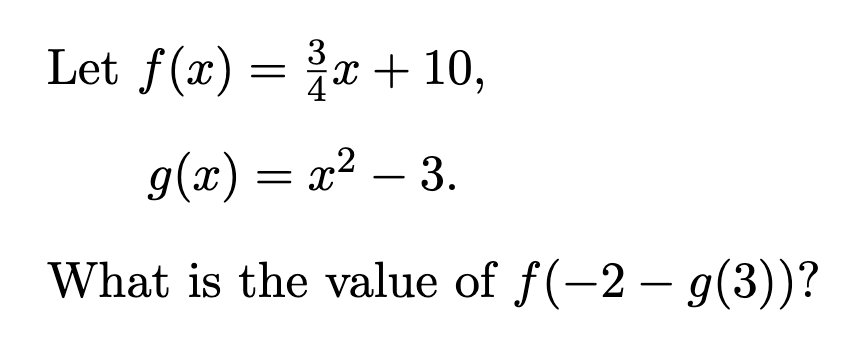 Let f(x) = ¾x + 10,
g(x) = x² − 3.
What is the value of f(−2 − g(3))?